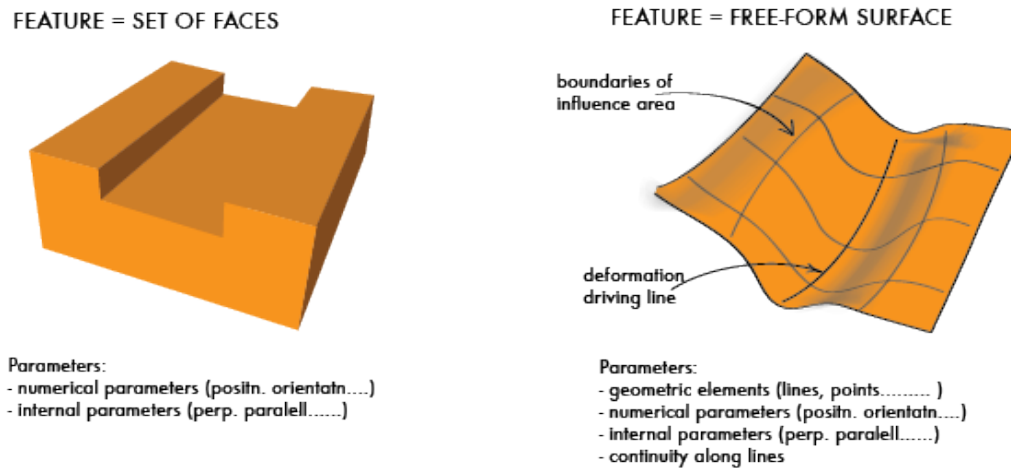 FEATURE = SET OF FACES
Parameters:
- numerical parameters (positn. orientatn....)
- internal parameters (perp. paralell......)
FEATURE = FREE-FORM SURFACE
boundaries of
influence area
deformation
driving line
Parameters:
- geometric elements (lines, points......... )
- numerical parameters (positn. orientatn....)
- internal parameters (perp. paralell......)
- continuity along lines